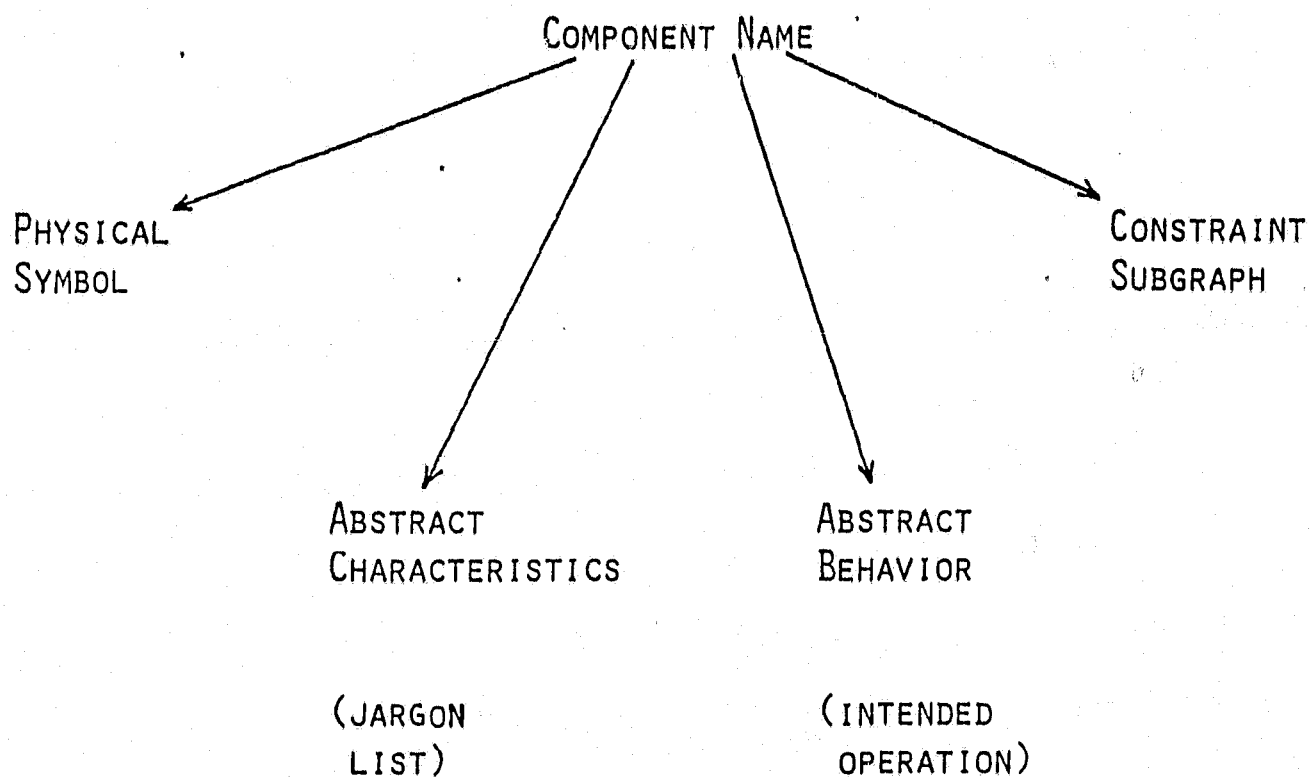 COMPONENT NAME
PHYSICAL
SYMBOL
CONSTRAINT
SUBGRAPH
ABSTRACT
CHARACTERISTICS
(JARGON
LIST)
ABSTRACT
BEHAVIOR
(INTENDED
OPERATION)